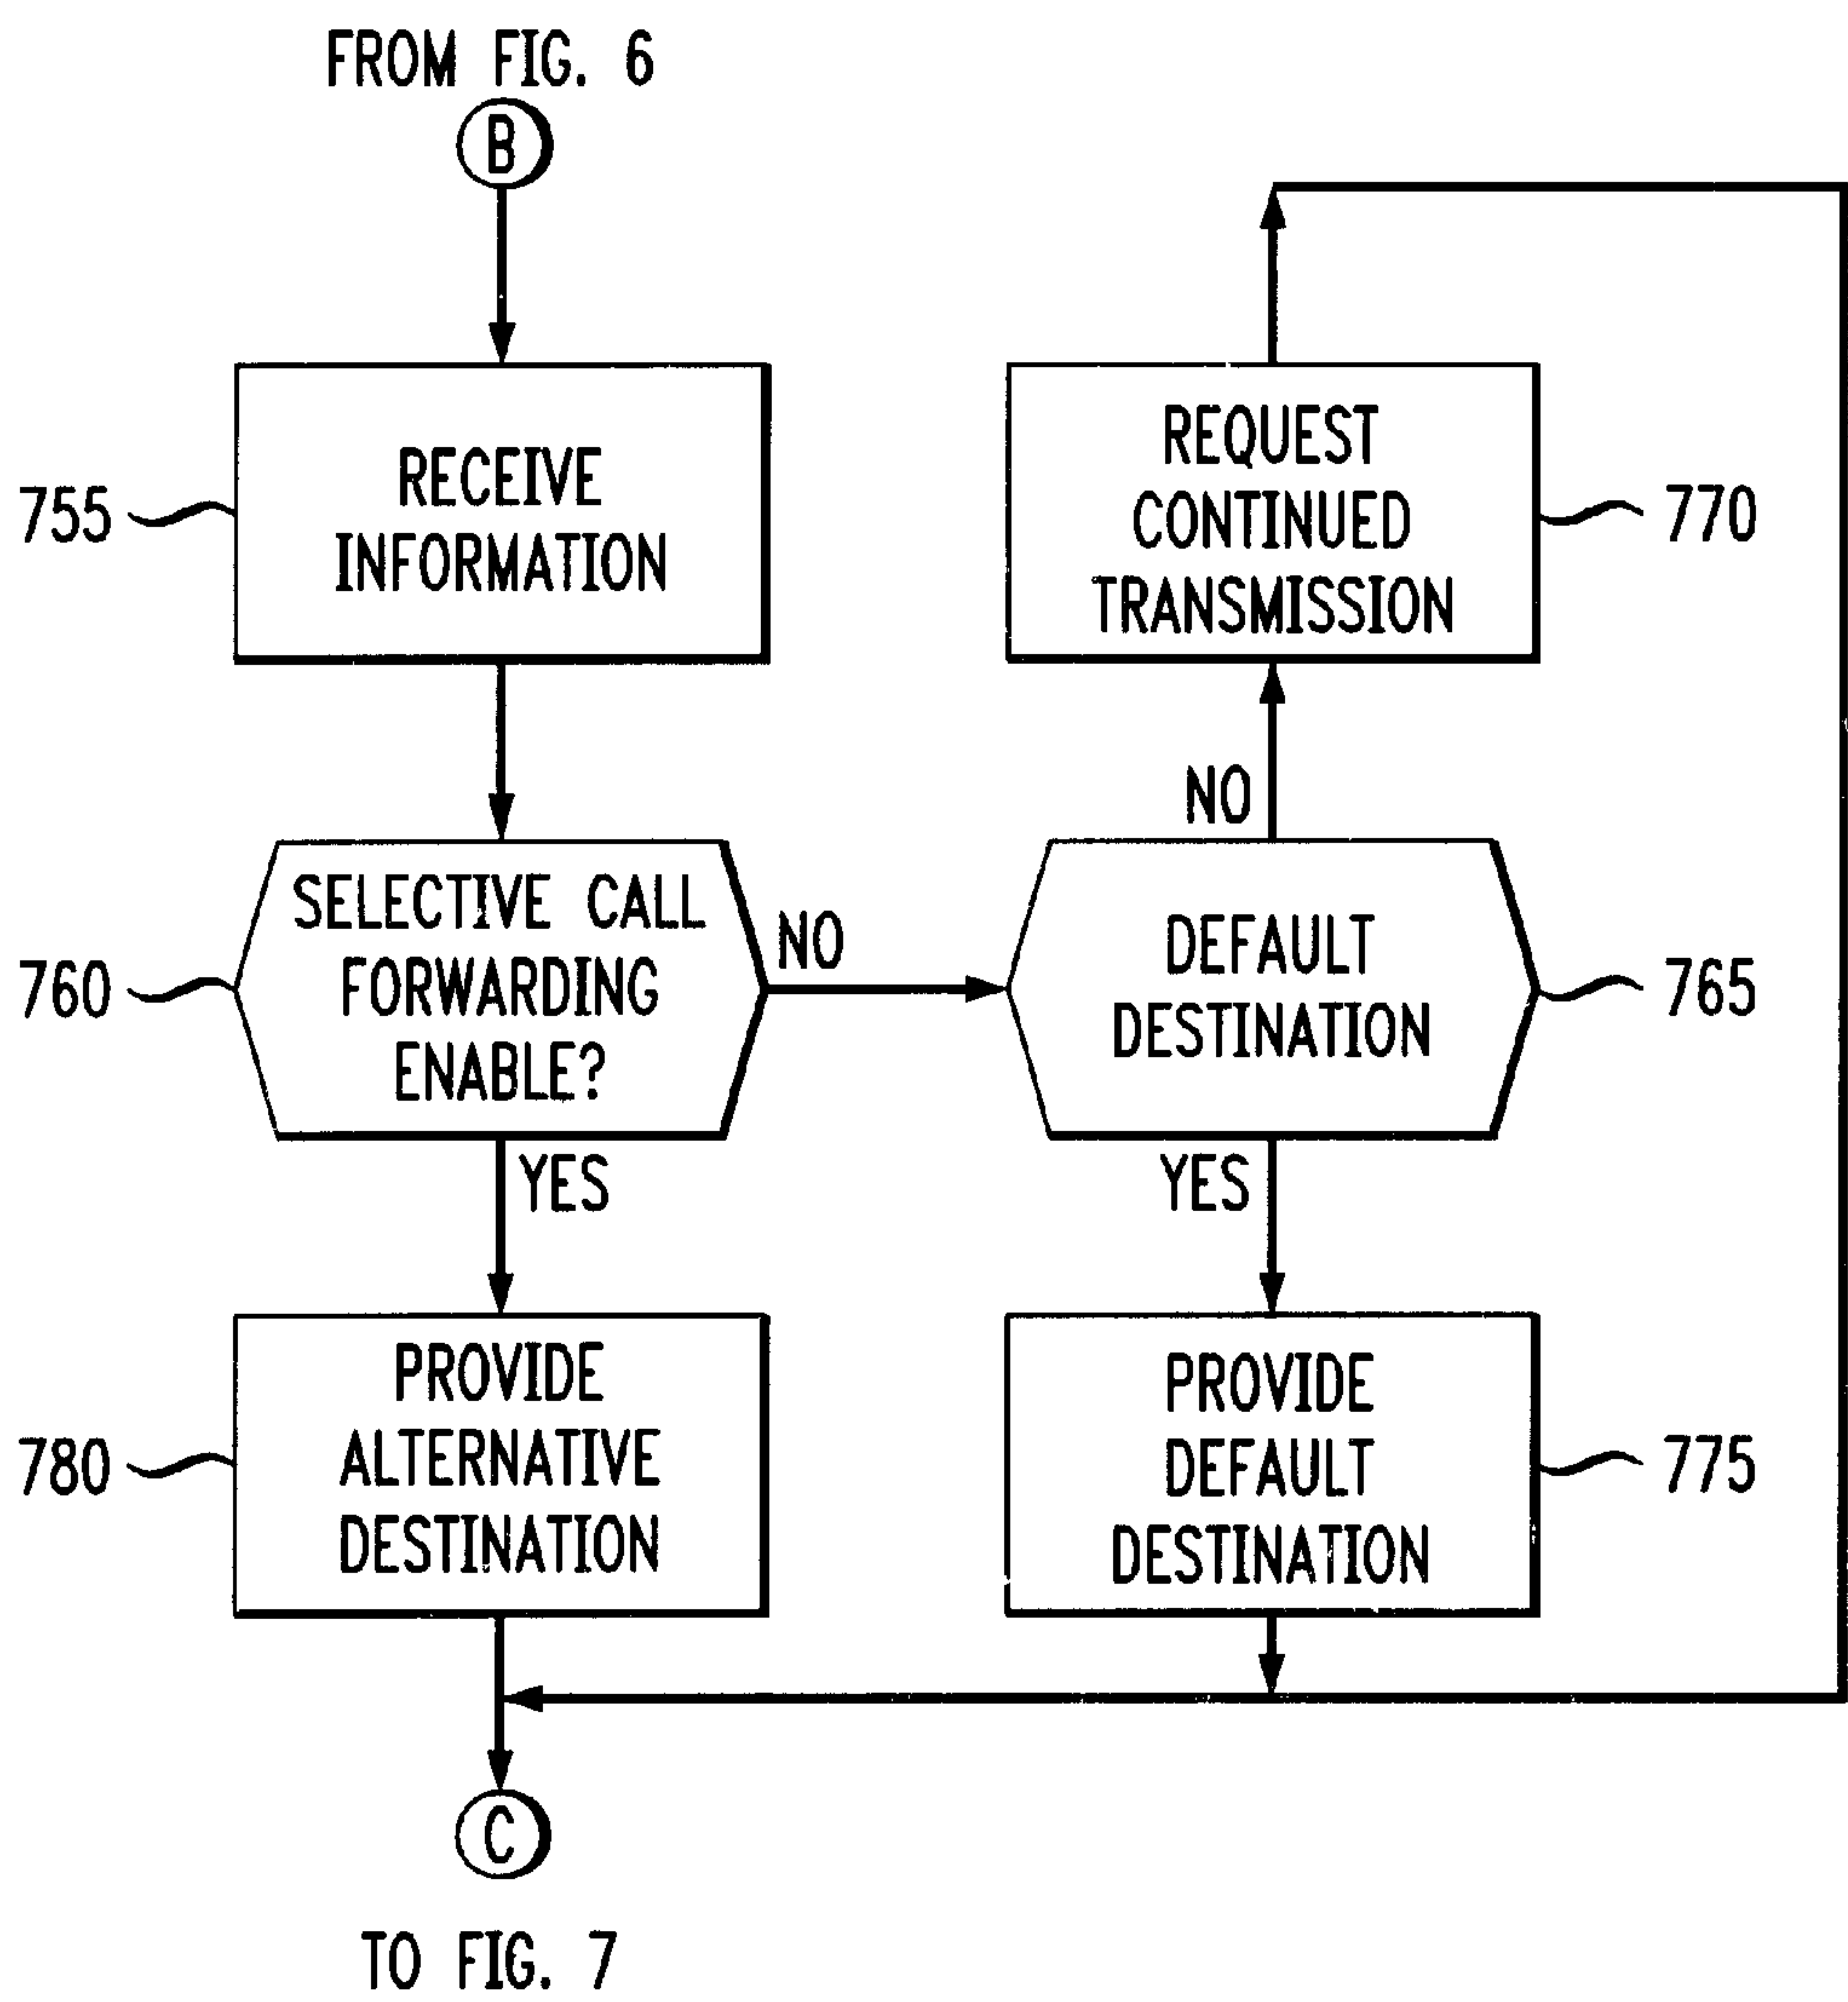 FROM FIG. 6
B
RECEIVE
INFORMATION
755
REQUEST
CONTINUED
TRANSMISSION
770
NO
SELECTIVE CALL
FORWARDING
ENABLE?
760
NO
DEFAULT
DESTINATION
765
YES
YES
PROVIDE
ALTERNATIVE
DESTINATION
780
PROVIDE
DEFAULT
DESTINATION
775
C
TO FIG. 7